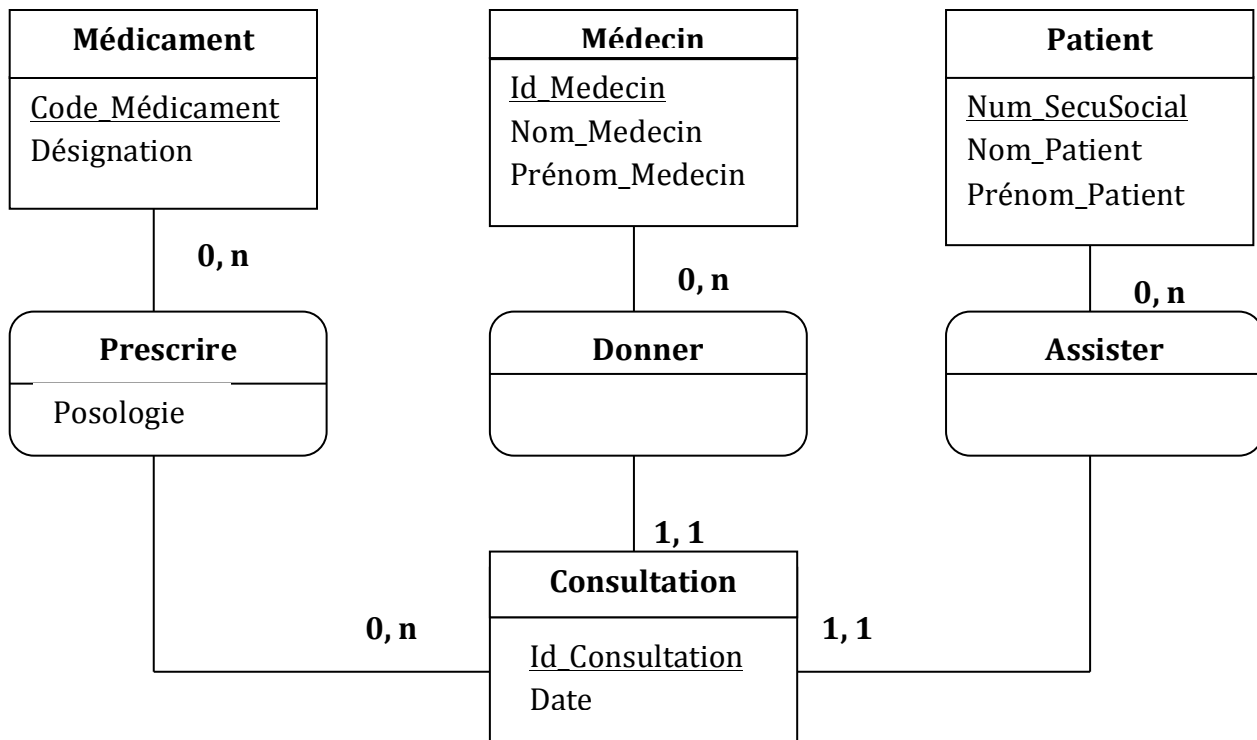 Médicament
Code_Médicament
Désignation
Médecin
Id_Medecin
Nom_Medecin
Prénom_Medecin
Patient
Num_SecuSocial
Nom_Patient
Prénom_Patient
0, n
0, n
0, n
Prescrire
Posologie
Donner
Assister
1, 1
0, n
1, 1
Consultation
Id_Consultation
Date